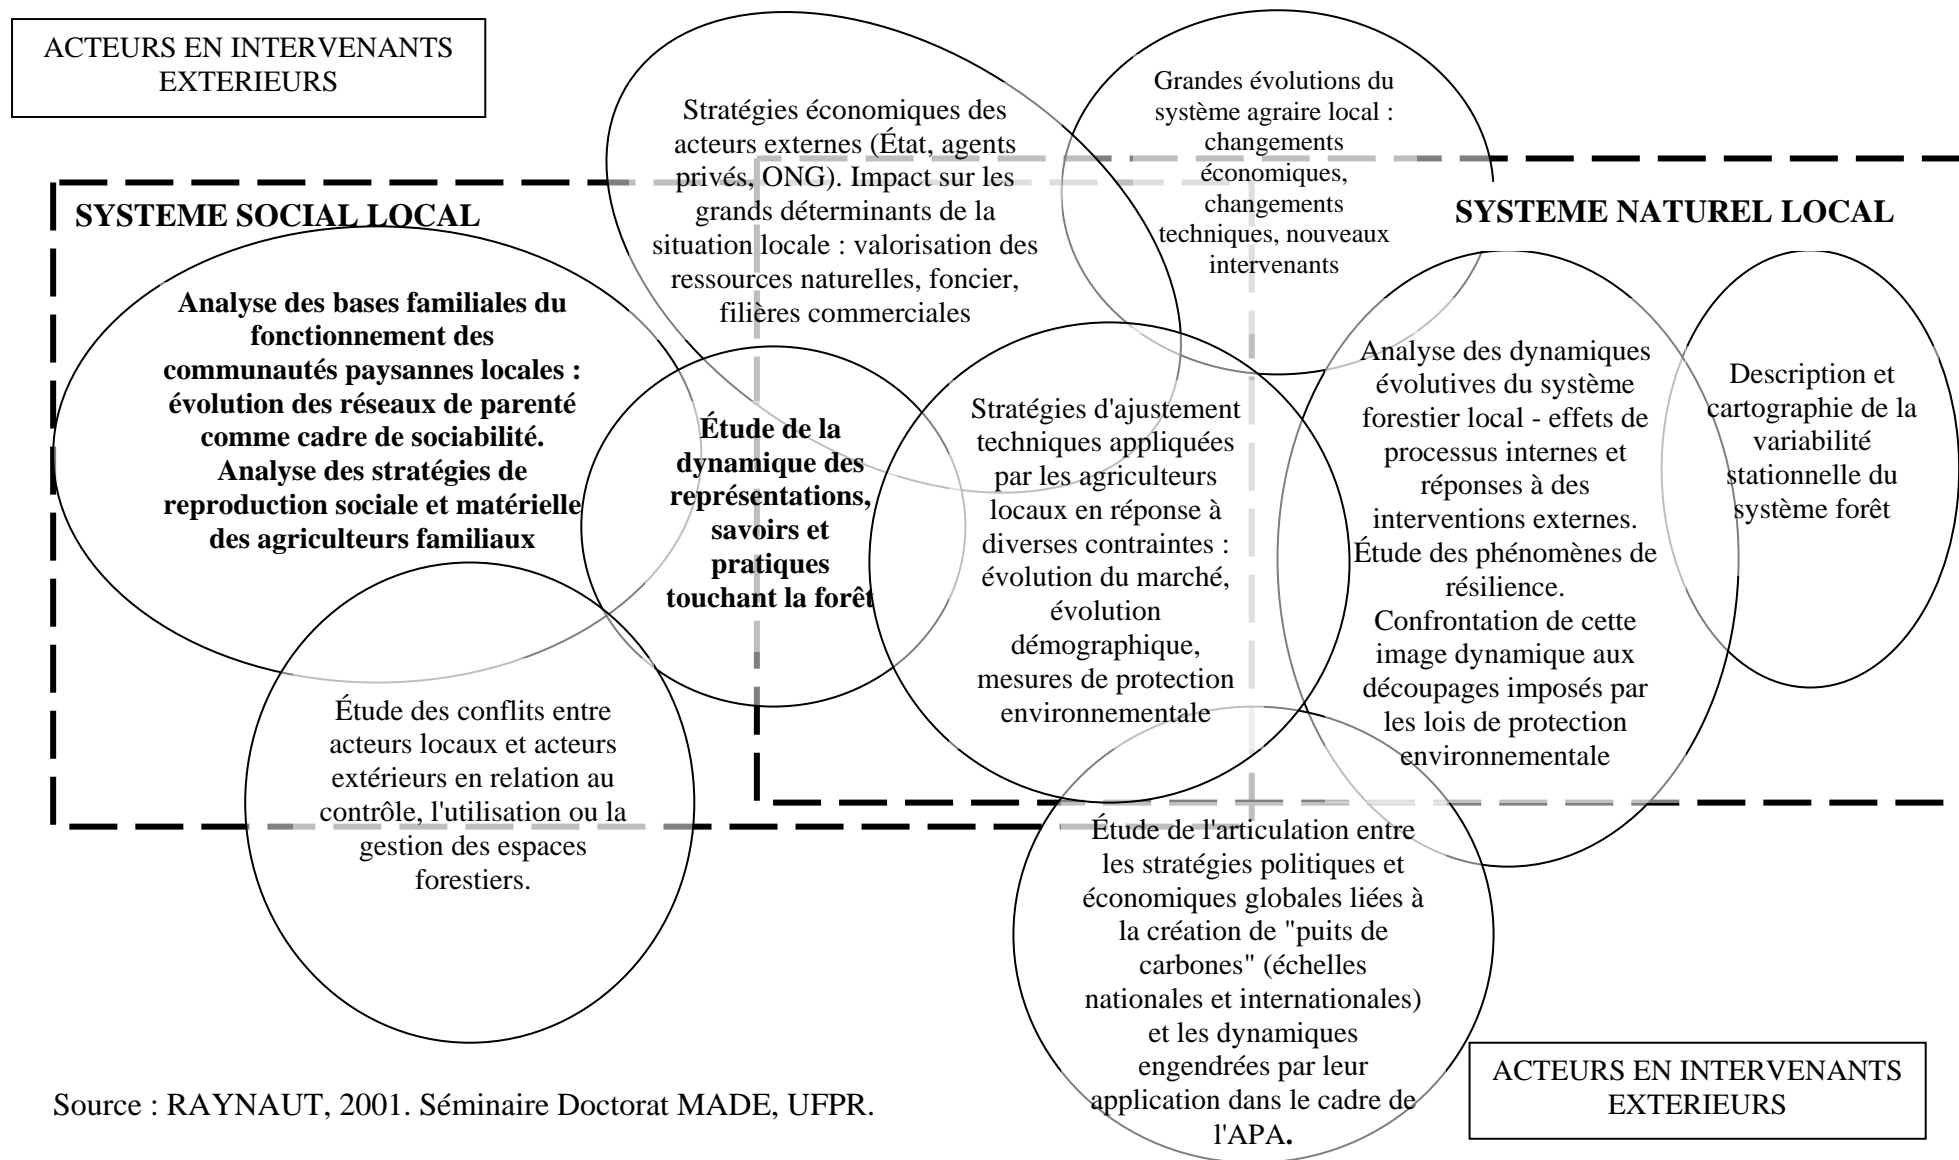 ACTEURS EN INTERVENANTS
EXTERIEURS
Stratégies économiques des
acteurs externes (État, agents
privés, ONG). Impact sur les
grands déterminants de la
situation locale : valorisation des
ressources naturelles, foncier,
filières commerciales
Grandes évolutions du
système agraire local :
changements
économiques,
changements
techniques, nouveaux
intervenants
SYSTEME SOCIAL LOCAL
SYSTEME NATUREL LOCAL
Analyse des bases familiales du
fonctionnement des
communautés paysannes locales :
évolution des réseaux de parenté
comme cadre de sociabilité.
Analyse des stratégies de
reproduction sociale et matérielle
des agriculteurs familiaux
Étude de la
dynamique des
représentations,
savoirs et
pratiques
touchant la forêt
Stratégies d'ajustement
techniques appliquées
par les agriculteurs
locaux en réponse à
diverses contraintes :
évolution du marché,
évolution
démographique,
mesures de protection
environnementale
Analyse des dynamiques
évolutives du système
forestier local - effets de
processus internes et
réponses à des
interventions externes.
Étude des phénomènes de
résilience.
Confrontation de cette
image dynamique aux
découpages imposés par
les lois de protection
environnementale
Description et
cartographie de la
variabilité
stationnelle du
système forêt
Étude des conflits entre
acteurs locaux et acteurs
extérieurs en relation au
contrôle, l'utilisation ou la
gestion des espaces
forestiers.
Étude de l'articulation entre
les stratégies politiques et
économiques globales liées à
la création de "puits de
carbones" (échelles
nationales et internationales)
et les dynamiques
engendrées par leur
application dans le cadre de
l'APA.
ACTEURS EN INTERVENANTS
EXTERIEURS
Source : RAYNAUT, 2001. Séminaire Doctorat MADE, UFPR.